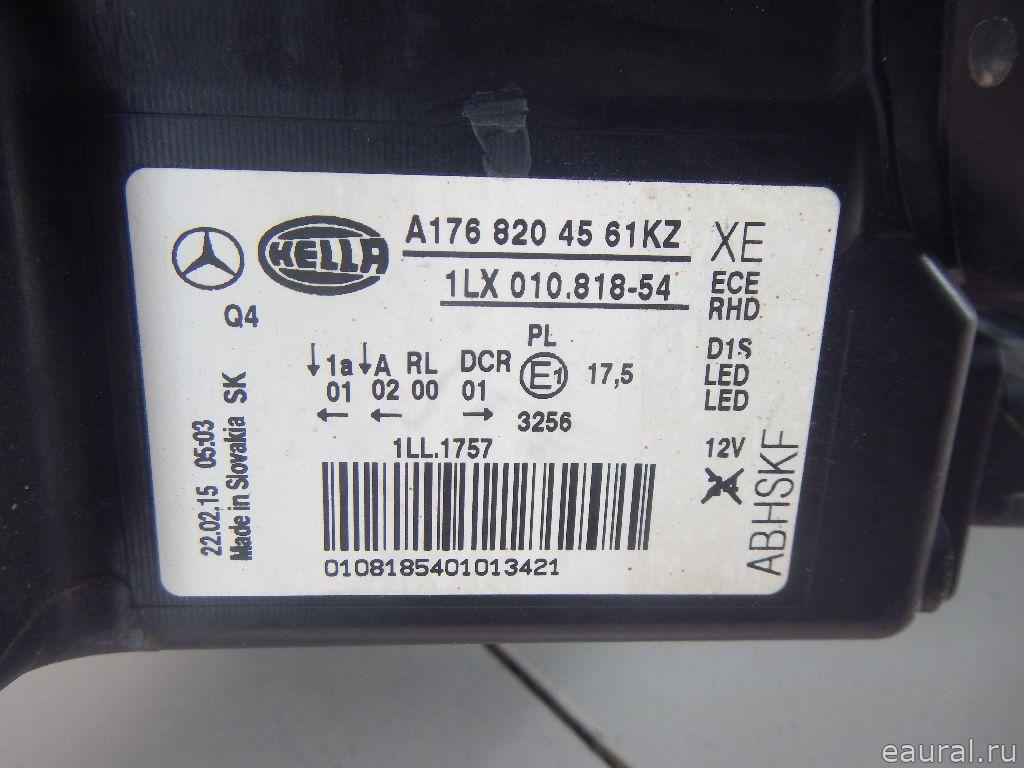 HELLA
A176 820 45 61KZ
1LX 010.818-54
XE
ECE
RHD
Q4
PL
↓1a ↓A RL DCR E1 17,5
01 02 00 01
← ← →
3256
1LL.1757
D1S
LED
LED
12V
24
ABHSKF
22.02.15 05:03
Made in Slovakia SK
0108185401013421
eaural.ru